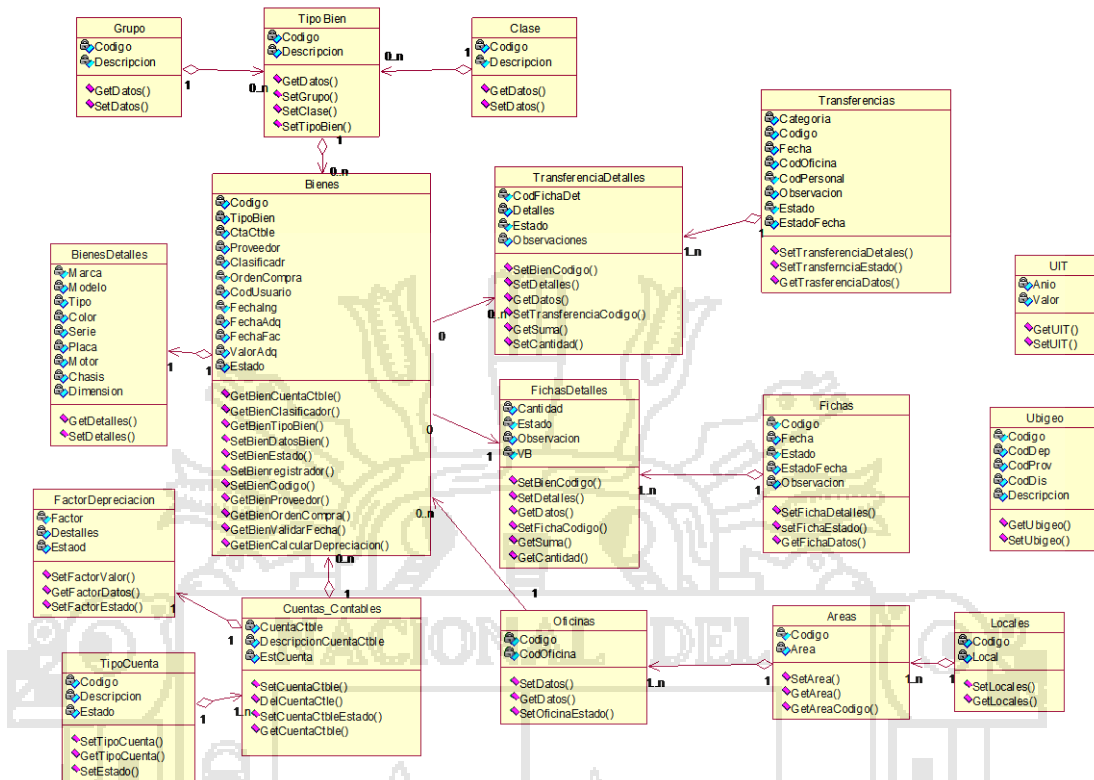 Grupo
Codigo
Descripcion
GetDatos()
SetDatos()
1
0..n
Tipo Bien
Codigo
Descripcion
GetDatos()
SetGrupo()
SetClase()
SetTipoBien()
1
0..n
Clase
Codigo
Descripcion
GetDatos()
SetDatos()
1
0..n
Transferencias
Categoria
Codigo
Fecha
CodOficina
CodPersonal
Observacion
Estado
EstadoFecha
SetTransferenciaDetales()
SetTransfernciaEstado()
GetTrasferenciaDatos()
1
1..n
TransferenciaDetalles
CodFichaDet
Detalles
Estado
Observaciones
SetBienCodigo()
SetDetalles()
GetDatos()
SetTransferenciaCodigo()
GetSuma()
SetCantidad()
0..n
0
Bienes
Codigo
TipoBien
CtaCtble
Proveedor
Clasificadr
OrdenCompra
CodUsuario
FechaIng
FechaAdq
FechaFac
ValorAdq
Estado
GetBienCuentaCtble()
GetBienClasificador()
GetBienTipoBien()
SetBienDatosBien()
SetBienEstado()
SetBienregistrador()
SetBienCodigo()
GetBienProveedor()
GetBienOrdenCompra()
GetBienValidarFecha()
GetBienCalcularDepreciacion()
BienesDetalles
Marca
Modelo
Tipo
Color
Serie
Placa
Motor
Chasis
Dimension
GetDetalles()
SetDetalles()
1
1
UIT
Anio
Valor
GetUIT()
SetUIT()
FichasDetalles
Cantidad
Estado
Observacion
VB
SetBienCodigo()
SetDetalles()
GetDatos()
SetFichaCodigo()
GetSuma()
GetCantidad()
0
1
Fichas
Codigo
Fecha
Estado
EstadoFecha
Observacion
SetFichaDetalles()
setFichaEstado()
GetFichaDatos()
1..n
1
Ubigeo
Codigo
CodDep
CodProv
CodDis
Descripcion
GetUbigeo()
SetUbigeo()
FactorDepreciacion
Factor
Destalles
Estaod
SetFactorValor()
GetFactorDatos()
SetFactorEstado()
1
1
Cuentas_Contables
CuentaCtble
DescripcionCuentaCtble
EstCuenta
SetCuentaCtble()
DelCuentaCtle()
SetCuentaCtbleEstado()
GetCuentaCtble()
0..n
1
TipoCuenta
Codigo
Descripcion
Estado
SetTipoCuenta()
GetTipoCuenta()
SetEstado()
1
1..n
Oficinas
Codigo
CodOficina
SetDatos()
GetDatos()
SetOficinaEstado()
0..n
1
Areas
Codigo
Area
SetArea()
GetArea()
GetAreaCodigo()
1..n
1
Locales
Codigo
Local
SetLocales()
GetLocales()
1..n
1
NACIONAL DEL